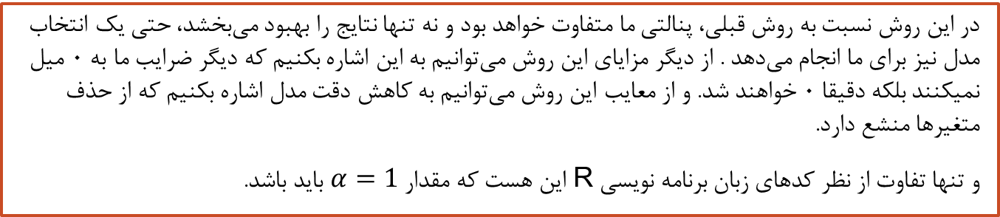 در این روش نسبت به روش قبلی، پنالتی ما متفاوت خواهد بود و نه تنها نتایج را بهبود می‌بخشد، حتی یک انتخاب
مدل نیز برای ما انجام می‌دهد . از دیگر مزایای این روش می‌توانیم به این اشاره بکنیم که دیگر ضرایب ما به ۰ میل
نمیکنند بلکه دقیقا ۰ خواهند شد. و از معایب این روش می‌توانیم به کاهش دقت مدل اشاره بکنیم که از حذف
متغیرها منشع دارد.
و تنها تفاوت از نظر کدهای زبان برنامه نویسی R این هست که مقدار α = 1 باید باشد.